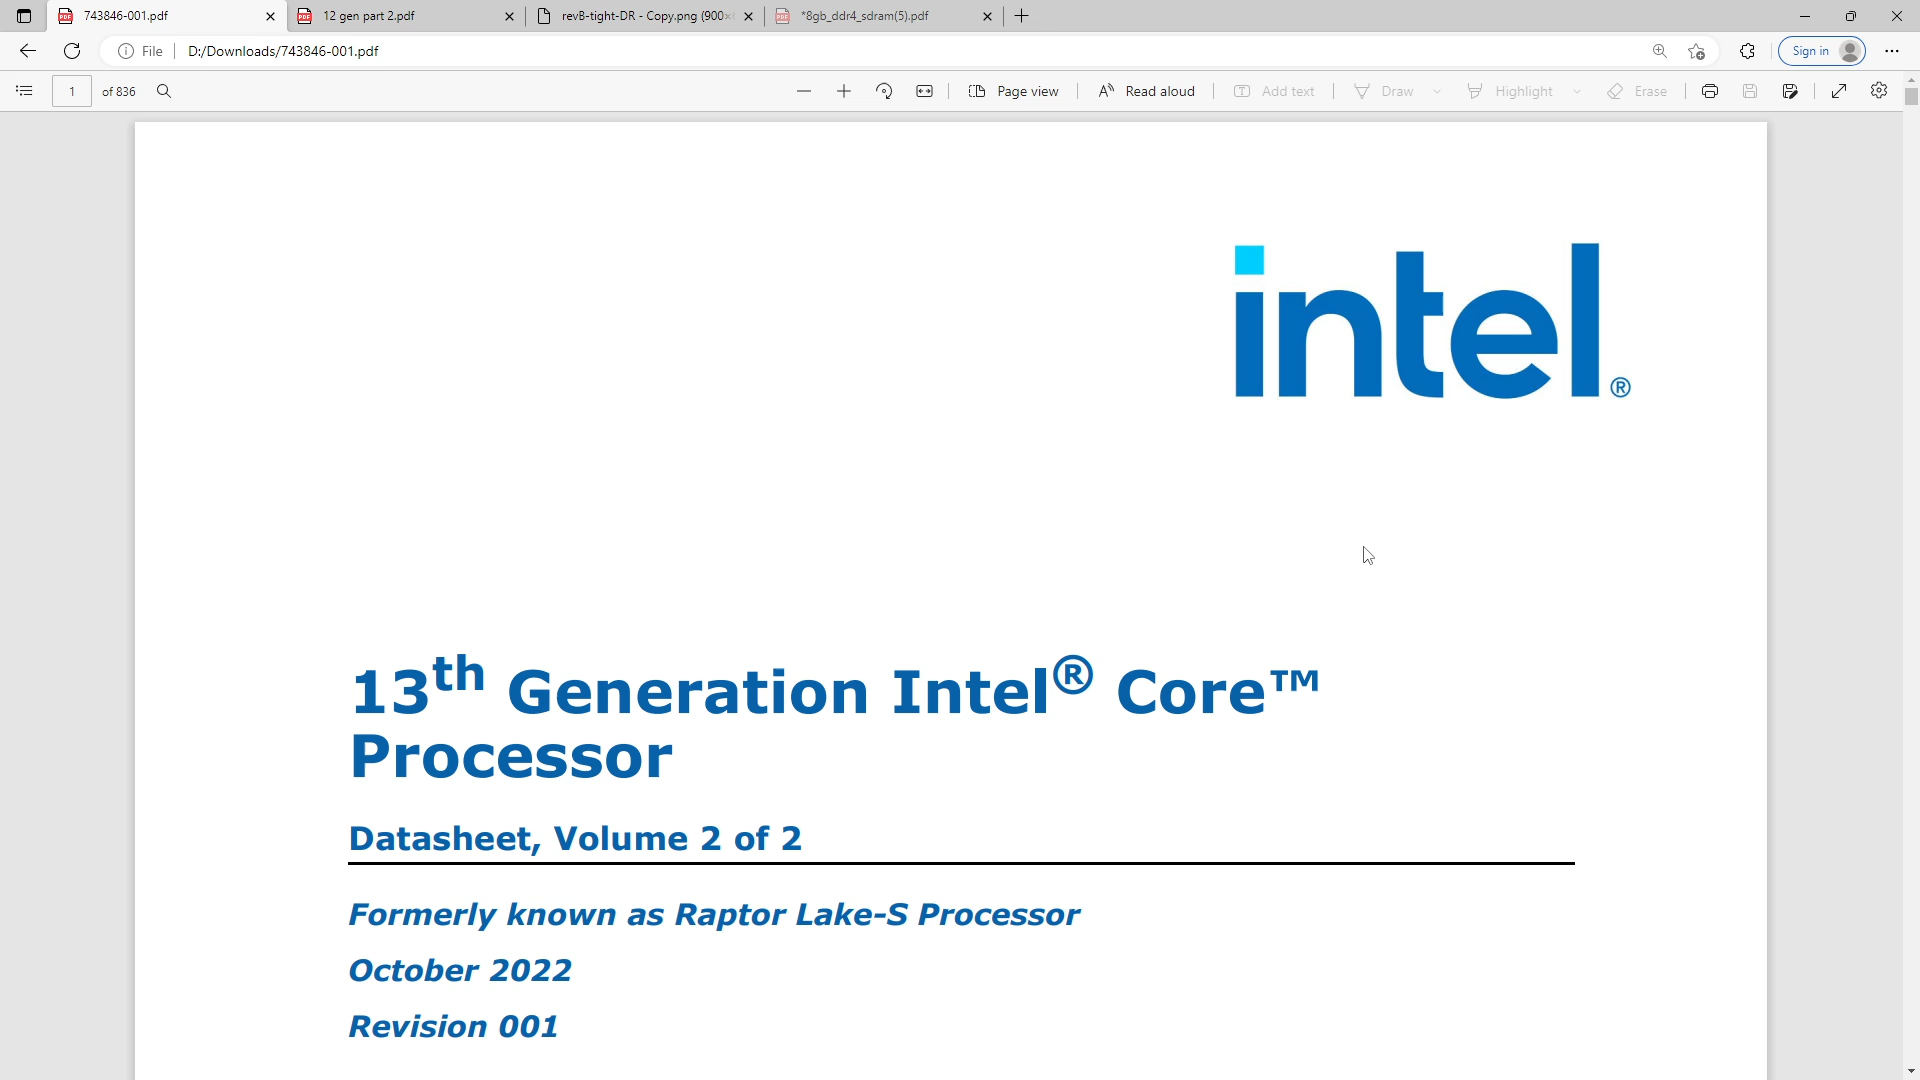 743846-001.pdf
12 gen part 2.pdf
revB-tight-DR - Copy.png (900×
*8gb_ddr4_sdram(5).pdf
File
D:/Downloads/743846-001.pdf
Sign in
1
of 836
Page view
Read aloud
Add text
Draw
Highlight
Erase
intel®
13th Generation Intel® Core™
Processor
Datasheet, Volume 2 of 2
Formerly known as Raptor Lake-S Processor
October 2022
Revision 001